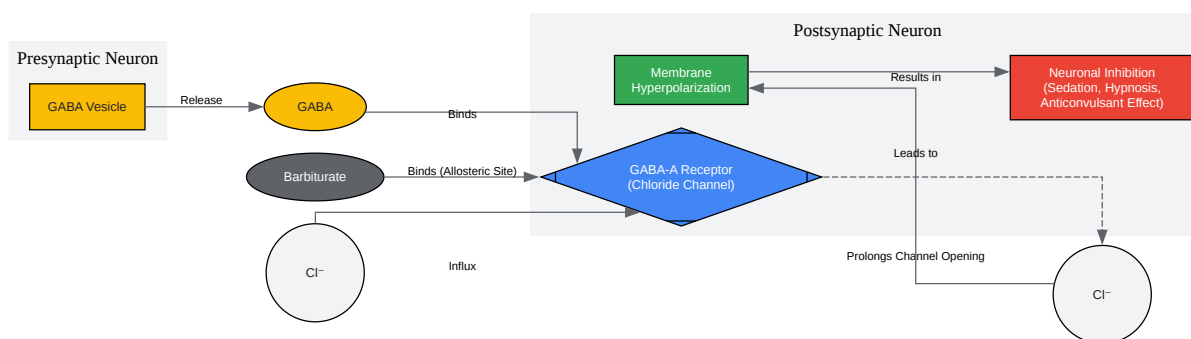 Presynaptic Neuron
GABA Vesicle
Release
GABA
Binds
Barbiturate
Binds (Allosteric Site)
Cl⁻
Influx
Postsynaptic Neuron
Membrane
Hyperpolarization
Results in
Neuronal Inhibition
(Sedation, Hypnosis,
Anticonvulsant Effect)
Leads to
GABA-A Receptor
(Chloride Channel)
Prolongs Channel Opening
Cl⁻